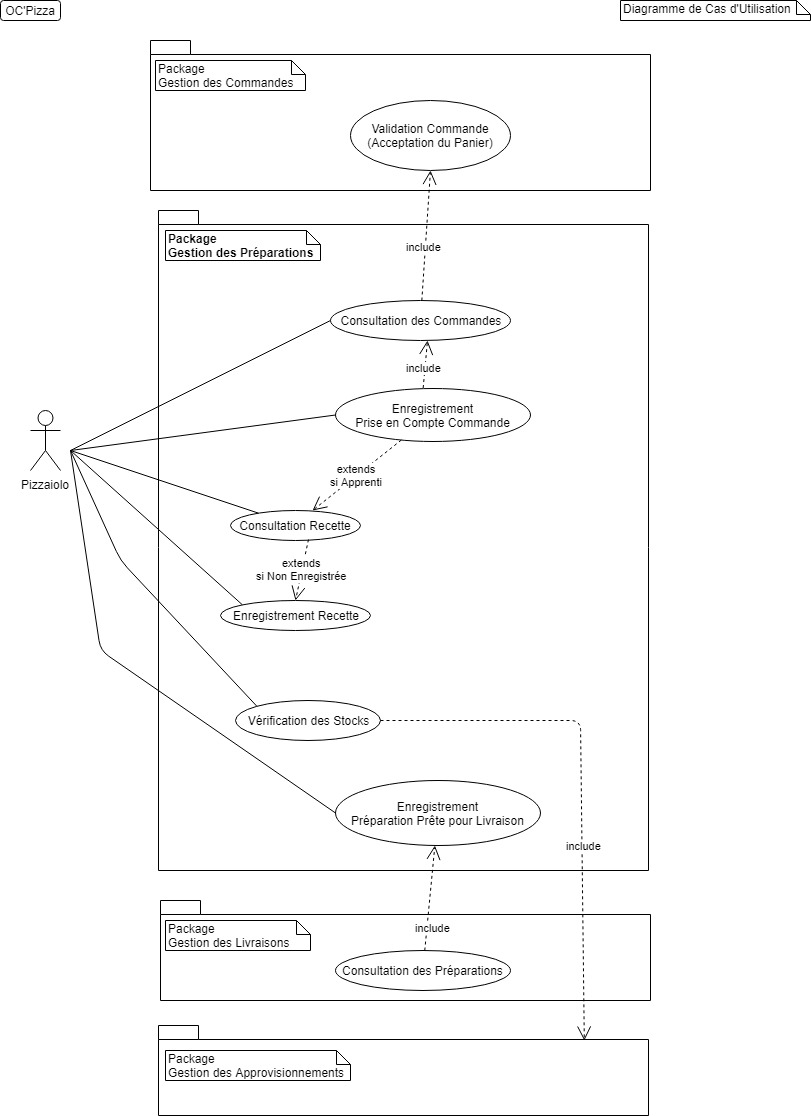 OC'Pizza
Diagramme de Cas d'Utilisation
Package
Gestion des Commandes
Validation Commande
(Acceptation du Panier)
include
Package
Gestion des Préparations
Consultation des Commandes
include
Enregistrement
Prise en Compte Commande
Pizzaiolo
extends
si Apprenti
Consultation Recette
extends
si Non Enregistrée
Enregistrement Recette
Vérification des Stocks
Enregistrement
Préparation Prête pour Livraison
include
Package
Gestion des Livraisons
include
Consultation des Préparations
Package
Gestion des Approvisionnements